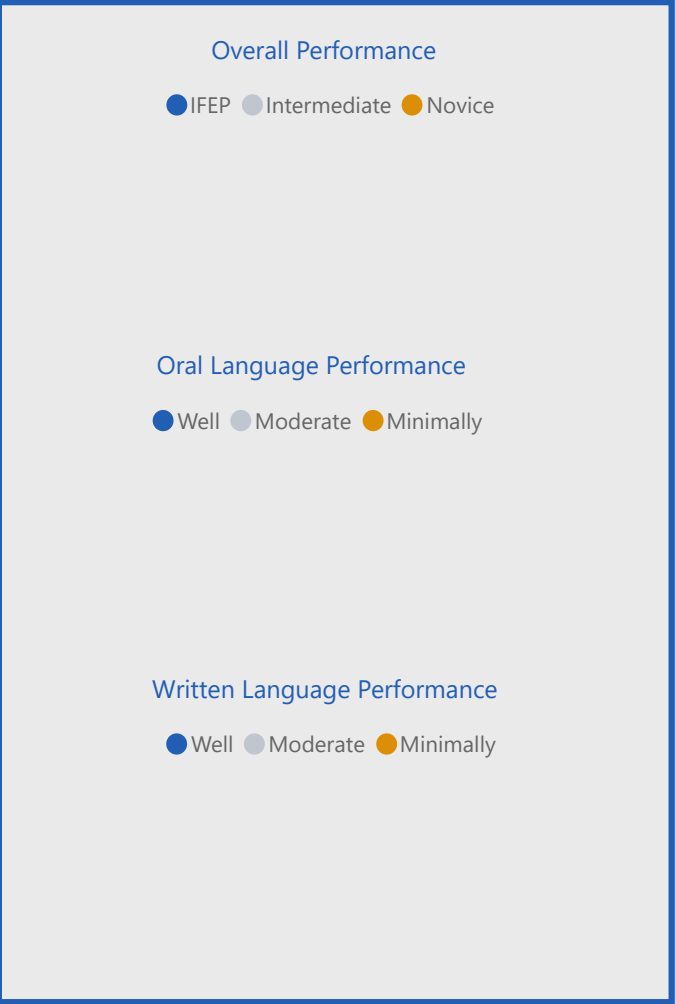 Overall Performance
IFEP Intermediate Novice
Oral Language Performance
Well Moderate Minimally
Written Language Performance
Well Moderate Minimally